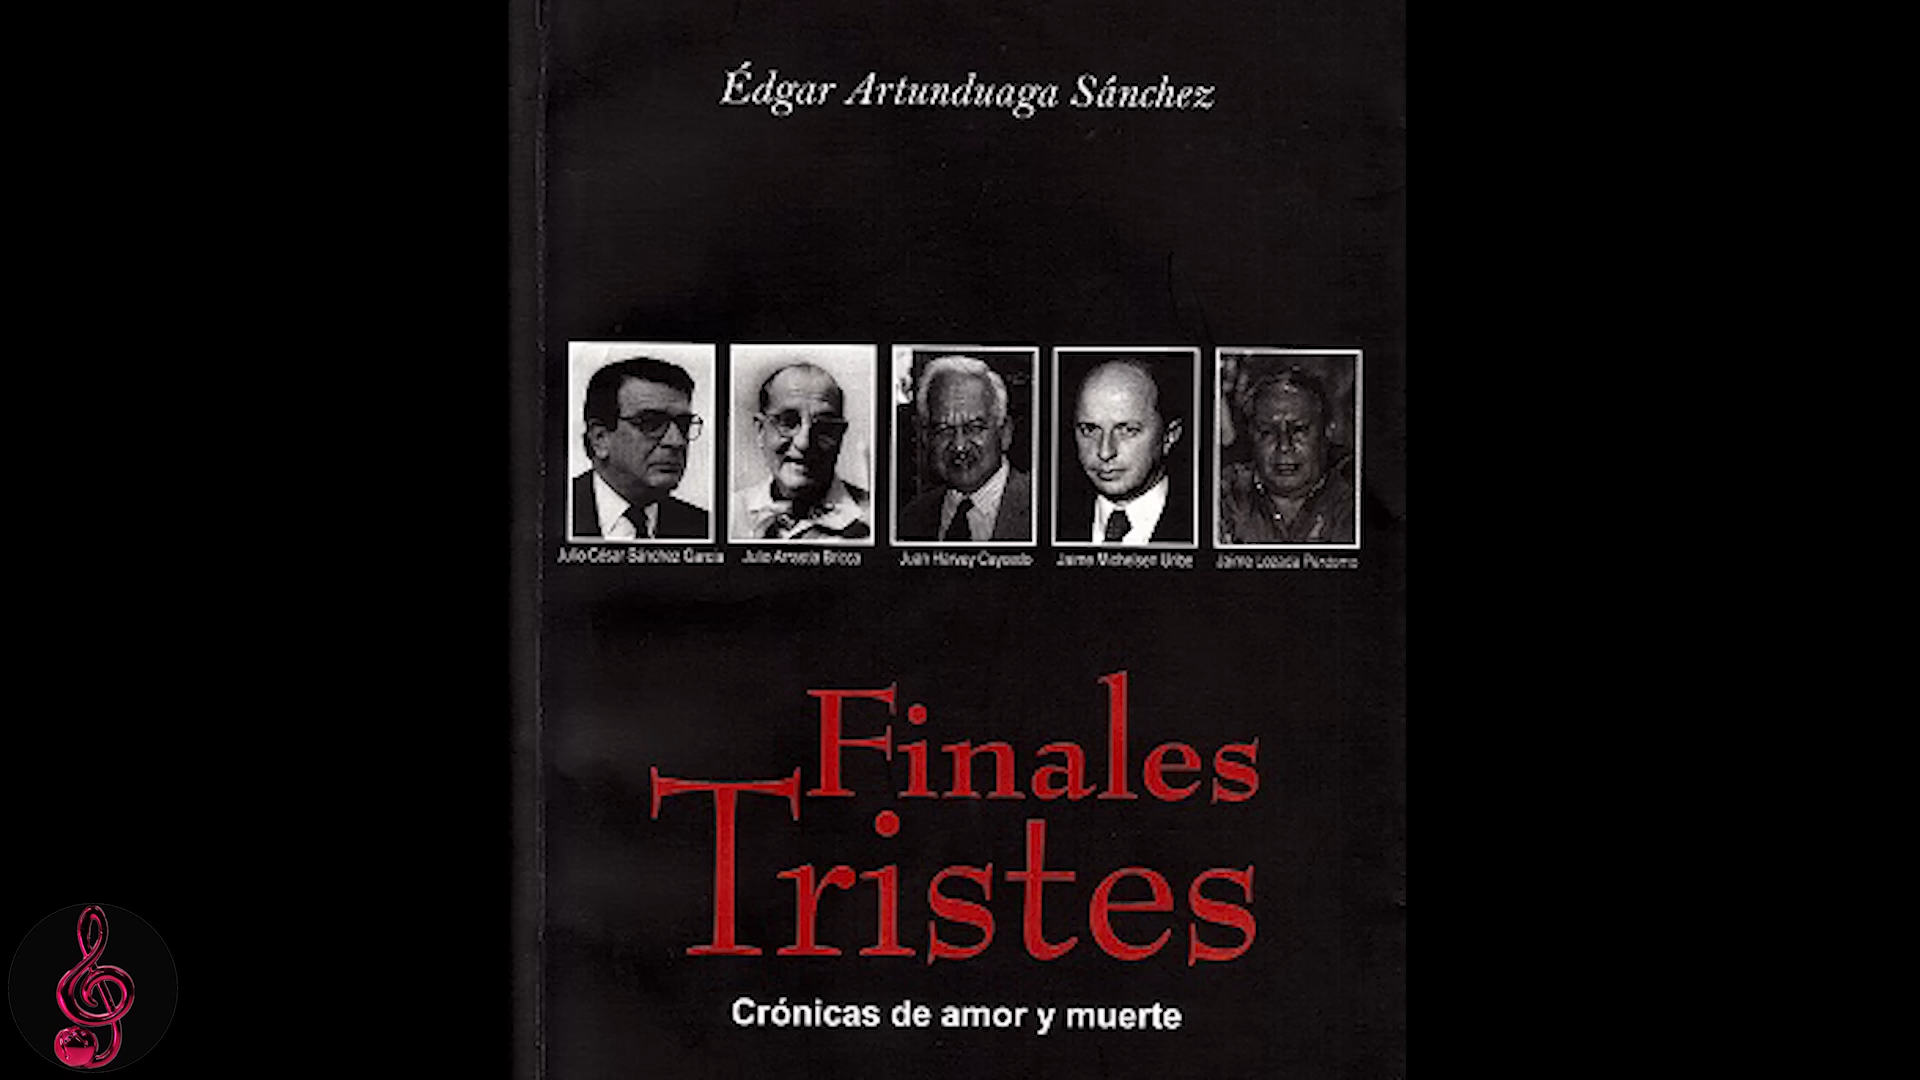 Édgar Artunduaga Sánchez
Julio César Sánchez García
Julio Arrastía Bricca
Juan Harvey Caycedo
Jaime Michelsen Uribe
Jaime Lozada Perdomo
Finales
Tristes
Crónicas de amor y muerte